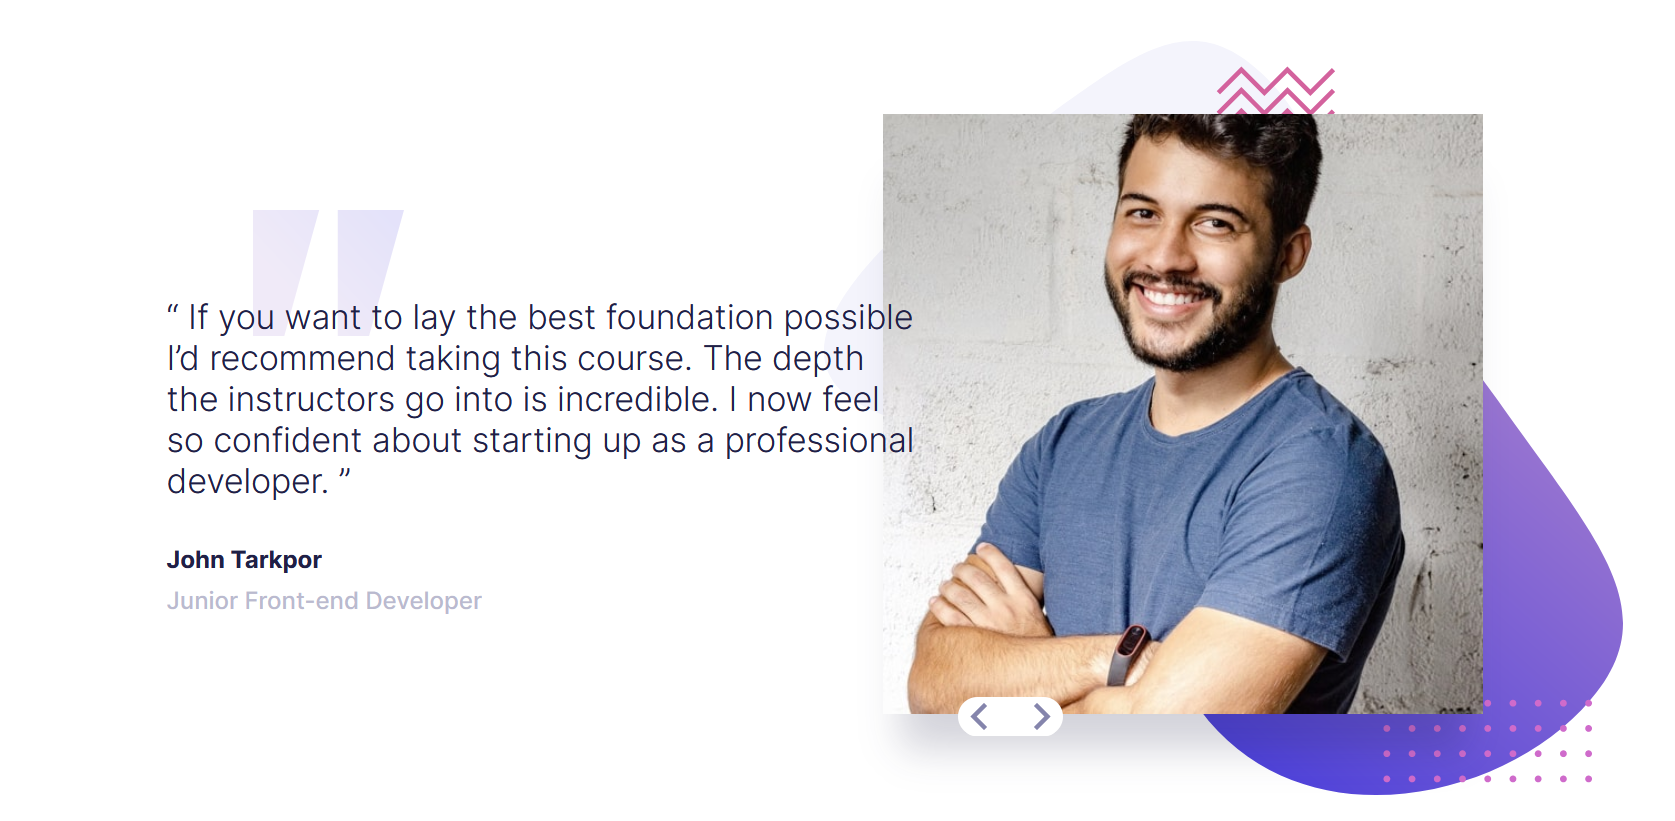 “ If you want to lay the best foundation possible
I’d recommend taking this course. The depth
the instructors go into is incredible. I now feel
so confident about starting up as a professional
developer. ”
John Tarkpor
Junior Front-end Developer